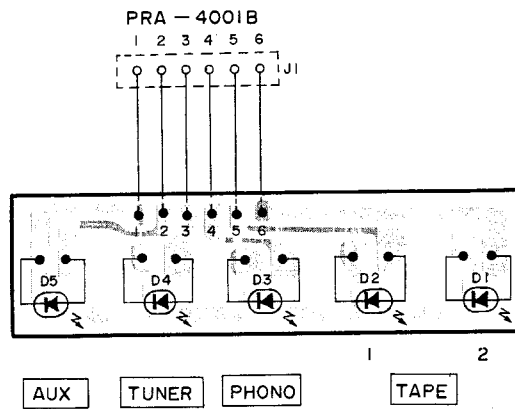 PRA-4001B
1 2 3 4 5 6
J1
2 3 4 5 6
D5 D4 D3 D2 D1
1 2
AUX TUNER PHONO TAPE